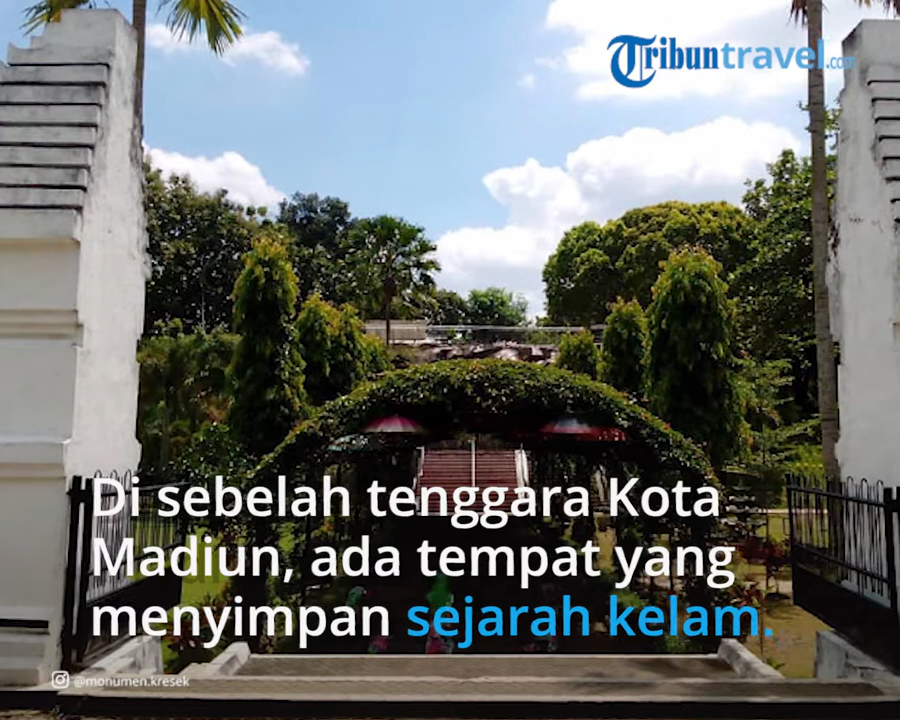 Tribuntravel.com
Di sebelah tenggara Kota
Madiun, ada tempat yang
menyimpan sejarah kelam.
@monumen.kresek